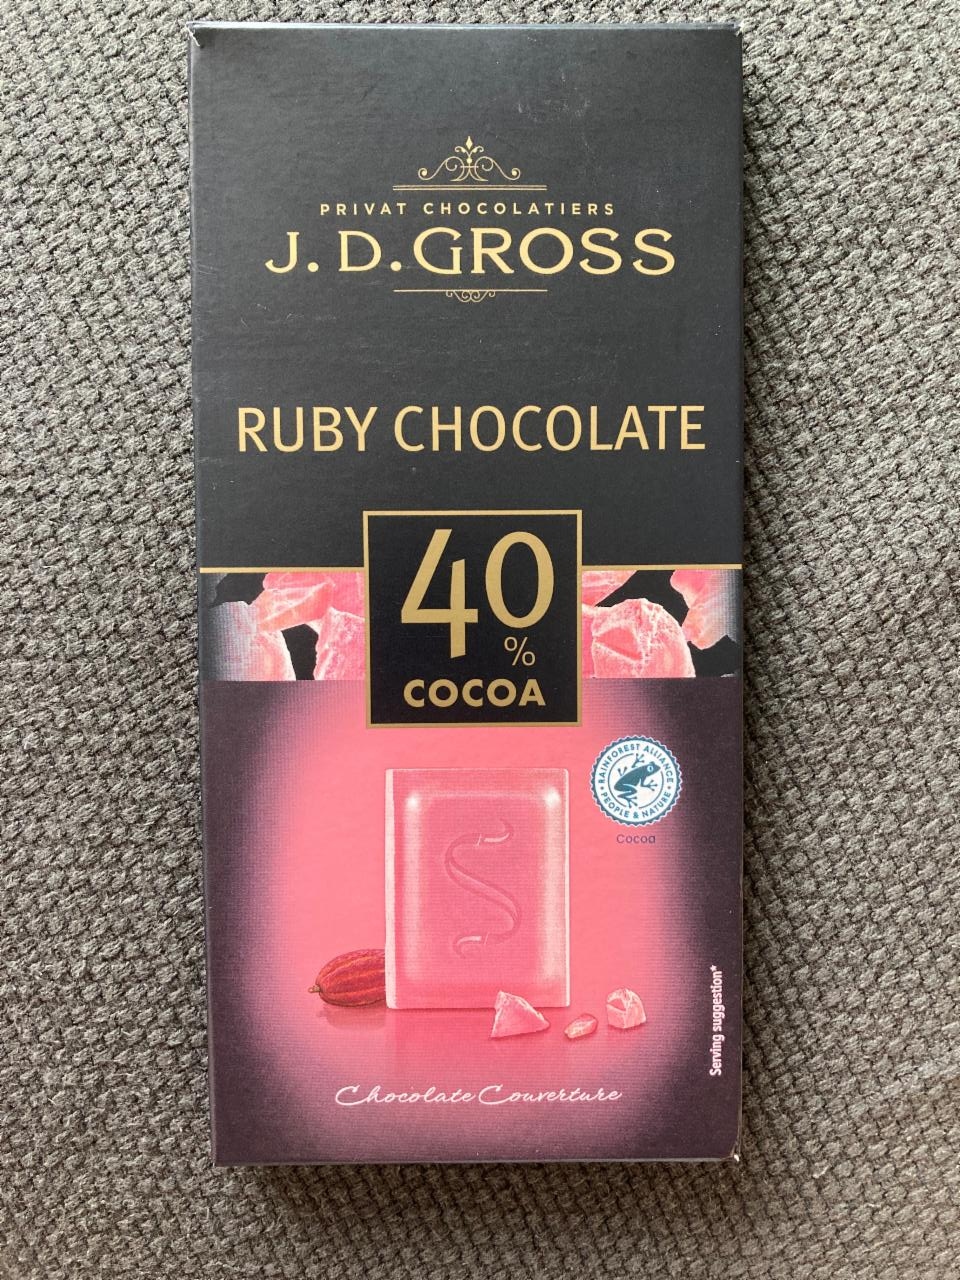 PRIVAT CHOCOLATIERS
J. D. GROSS
RUBY CHOCOLATE
40
%
COCOA
RAINFOREST ALLIANCE
PEOPLE & NATURE
Cocoa
Serving suggestion*
Chocolate Couverture